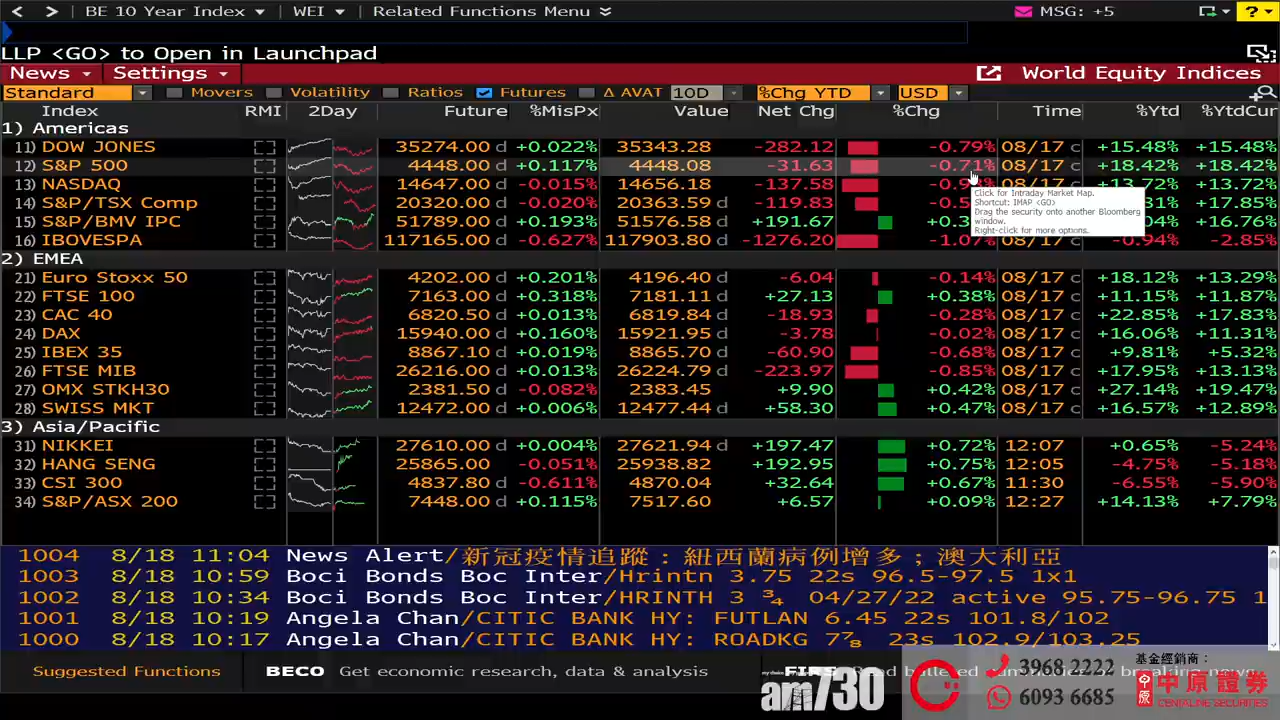 BE 10 Year Index WEI Related Functions Menu MSG: +5 ?
LLP <GO> to Open in Launchpad
News Settings World Equity Indices
Standard Movers Volatility Ratios Futures Δ AVAT 10D %Chg YTD USD
Index RMI 2Day Future %MisPx Value Net Chg %Chg Time %Ytd %YtdCur
1) Americas
11) DOW JONES 35274.00 d +0.022% 35343.28 -282.12 -0.79% 08/17 c +15.48% +15.48%
12) S&P 500 4448.00 d +0.117% 4448.08 -31.63 -0.71% 08/17 c +18.42% +18.42%
13) NASDAQ 14647.00 d -0.015% 14656.18 -137.58 08/17 c +13.72% +13.72%
14) S&P/TSX Comp 20320.00 d -0.020% 20363.59 d -119.83 +17.85%
15) S&P/BMV IPC 51789.00 d +0.193% 51576.58 d +191.67 +16.76%
16) IBOVESPA 117165.00 d -0.627% 117903.80 d -1276.20 -1.07% 08/17 c -0.94% -2.85%
Click for Intraday Market Map.
Shortcut: IMAP <GO>
Drag the security onto another Bloomberg
window.
Right-click for more options.
2) EMEA
21) Euro Stoxx 50 4202.00 d +0.201% 4196.40 d -6.04 -0.14% 08/17 c +18.12% +13.29%
22) FTSE 100 7163.00 d +0.318% 7181.11 d +27.13 +0.38% 08/17 c +11.15% +11.87%
23) CAC 40 6820.50 d +0.013% 6819.84 d -18.93 -0.28% 08/17 c +22.85% +17.83%
24) DAX 15940.00 d +0.160% 15921.95 d -3.78 -0.02% 08/17 c +16.06% +11.31%
25) IBEX 35 8867.10 d +0.019% 8865.70 d -60.90 -0.68% 08/17 c +9.81% +5.32%
26) FTSE MIB 26216.00 d +0.013% 26224.79 d -223.97 -0.85% 08/17 c +17.95% +13.13%
27) OMX STKH30 2381.50 d -0.082% 2383.45 d +9.90 +0.42% 08/17 c +27.14% +19.47%
28) SWISS MKT 12472.00 d +0.006% 12477.44 d +58.30 +0.47% 08/17 c +16.57% +12.89%
3) Asia/Pacific
31) NIKKEI 27610.00 d +0.004% 27621.94 d +197.47 +0.72% 12:07 +0.65% -5.24%
32) HANG SENG 25865.00 -0.051% 25938.82 +192.95 +0.75% 12:05 -4.75% -5.18%
33) CSI 300 4837.80 d -0.611% 4870.04 +32.64 +0.67% 11:30 -6.55% -5.90%
34) S&P/ASX 200 7448.00 d +0.115% 7517.60 +6.57 +0.09% 12:27 +14.13% +7.79%
1004 8/18 11:04 News Alert/新冠疫情追蹤：紐西蘭病例增多；澳大利亞
1003 8/18 10:59 Boci Bonds Boc Inter/Hrintn 3.75 22s 96.5-97.5 1x1
1002 8/18 10:34 Boci Bonds Boc Inter/HRINTH 3 ¾ 04/27/22 active 95.75-96.75 1
1001 8/18 10:19 Angela Chan/CITIC BANK HY: FUTLAN 6.45 22s 101.8/102
1000 8/18 10:17 Angela Chan/CITIC BANK HY: ROADKG 7⅞ 23s 102.9/103.25
Suggested Functions BECO Get economic research, data & analysis FIRS
am730
3968 2222
6093 6685
基金經銷商：
中原證券
CENTALINE SECURITIES